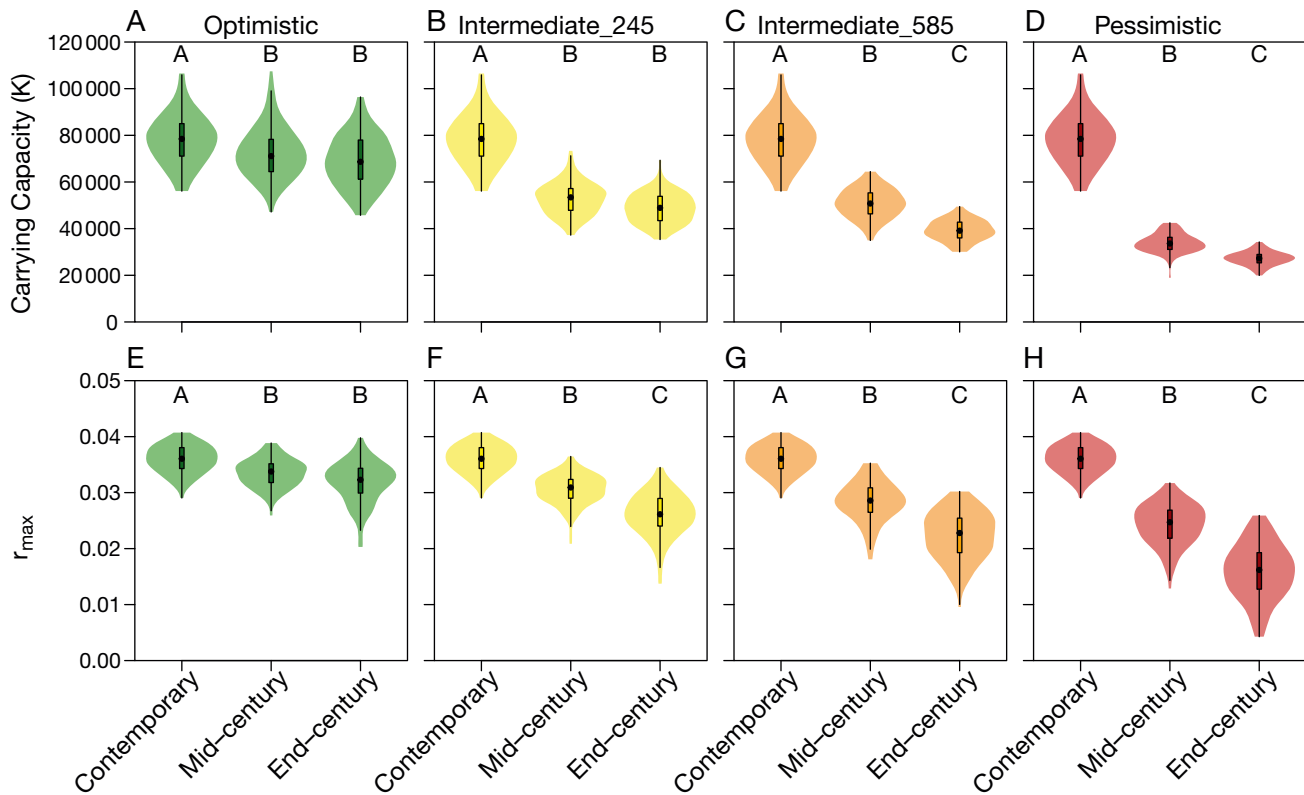 A Optimistic B Intermediate_245 C Intermediate_585 D Pessimistic
120 000
A B B A B B A B C A B C
100 000
80 000
60 000
40 000
20 000
0
Carrying Capacity (K)
E F G H
0.05
A B B A B C A B C A B C
0.04
0.03
0.02
0.01
0.00
rmax
Contemporary Mid–century End–century Contemporary Mid–century End–century Contemporary Mid–century End–century Contemporary Mid–century End–century